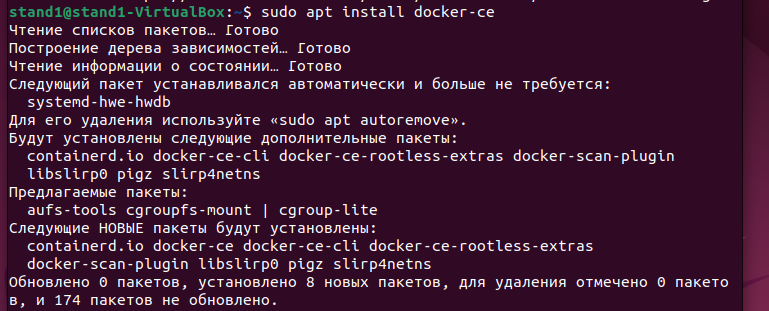 stand1@stand1-VirtualBox:~$ sudo apt install docker-ce
Чтение списков пакетов… Готово
Построение дерева зависимостей… Готово
Чтение информации о состоянии… Готово
Следующий пакет устанавливался автоматически и больше не требуется:
  systemd-hwe-hwdb
Для его удаления используйте «sudo apt autoremove».
Будут установлены следующие дополнительные пакеты:
  containerd.io docker-ce-cli docker-ce-rootless-extras docker-scan-plugin
  libslirp0 pigz slirp4netns
Предлагаемые пакеты:
  aufs-tools cgroupfs-mount | cgroup-lite
Следующие НОВЫЕ пакеты будут установлены:
  containerd.io docker-ce docker-ce-cli docker-ce-rootless-extras
  docker-scan-plugin libslirp0 pigz slirp4netns
Обновлено 0 пакетов, установлено 8 новых пакетов, для удаления отмечено 0 пакето
в, и 174 пакетов не обновлено.